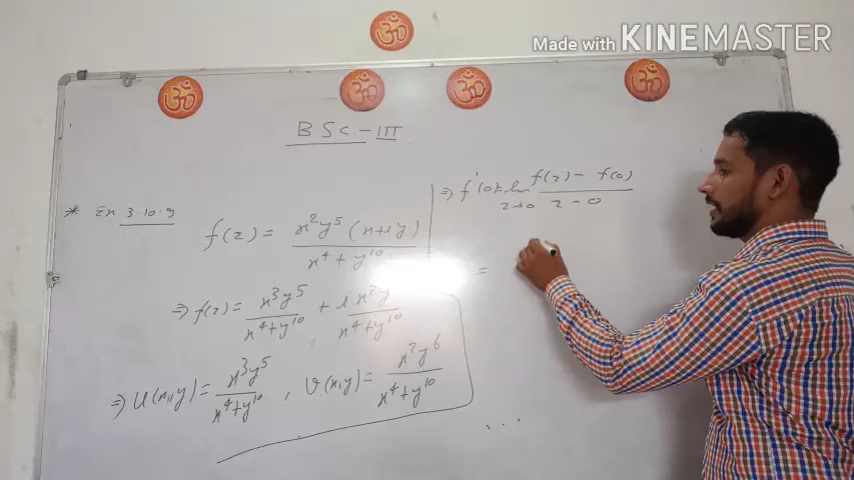 Made with KINEMASTER
ॐ ॐ ॐ ॐ ॐ
BSC-III
* Ex 3.10.9
f(z) = x²y⁵(x+iy) / x⁴+y¹⁰
⇒ f(z) = x³y⁵ / x⁴+y¹⁰ + i x²y / x⁴+y¹⁰
⇒ u(x,y) = x³y⁵ / x⁴+y¹⁰ , v(x,y) = x²y⁶ / x⁴+y¹⁰
⇒ f'(0) = lim z→0 f(z) - f(0) / z - 0
=